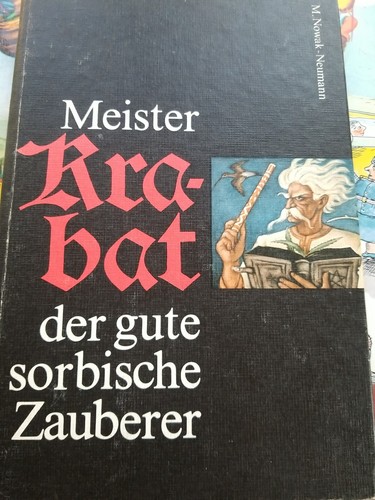 M. Nowak-Neumann
Meister
Kra-
bat
der gute
sorbische
Zauberer